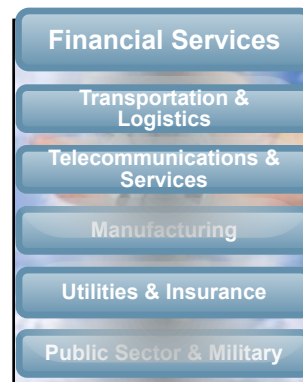 Financial Services
Transportation &
Logistics
Telecommunications &
Services
Manufacturing
Utilities & Insurance
Public Sector & Military